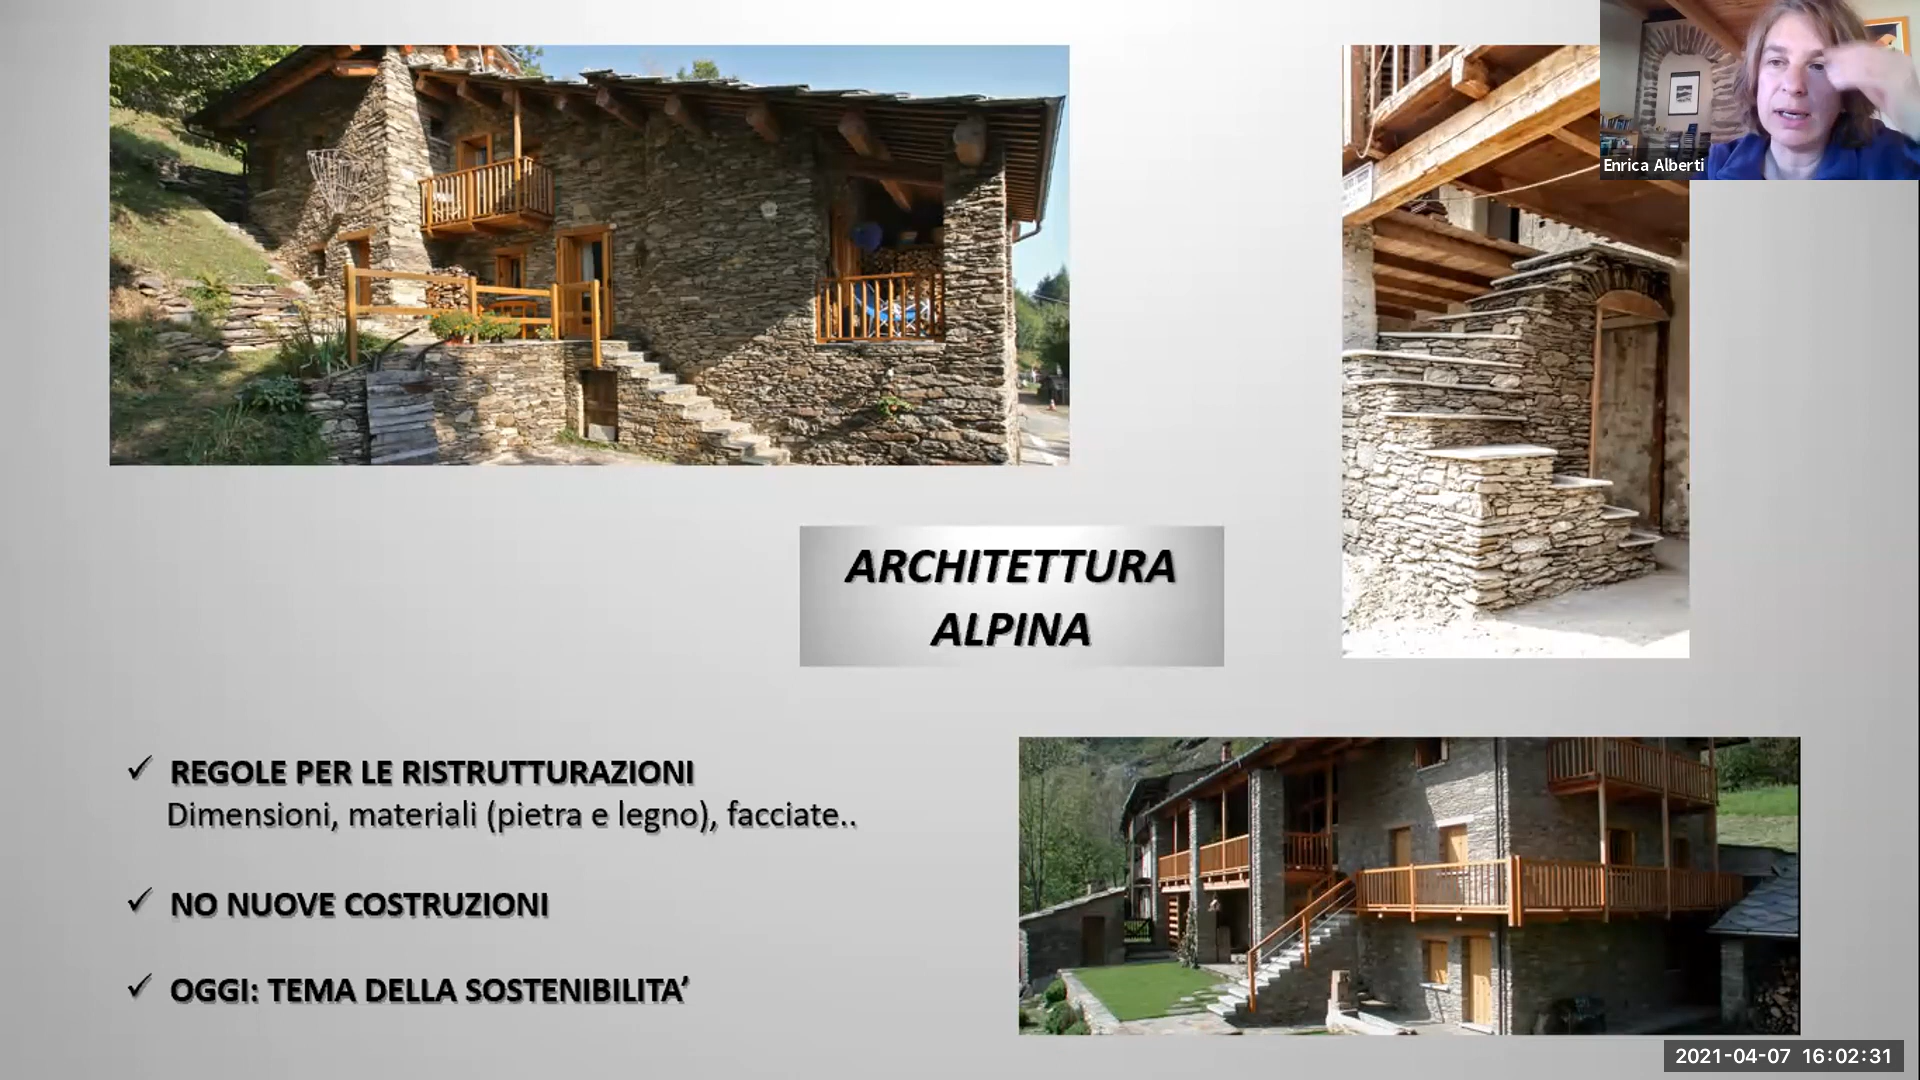 Enrica Alberti
ARCHITETTURA
ALPINA
✓ REGOLE PER LE RISTRUTTURAZIONI
Dimensioni, materiali (pietra e legno), facciate..
✓ NO NUOVE COSTRUZIONI
✓ OGGI: TEMA DELLA SOSTENIBILITA’
2021-04-07 16:02:31